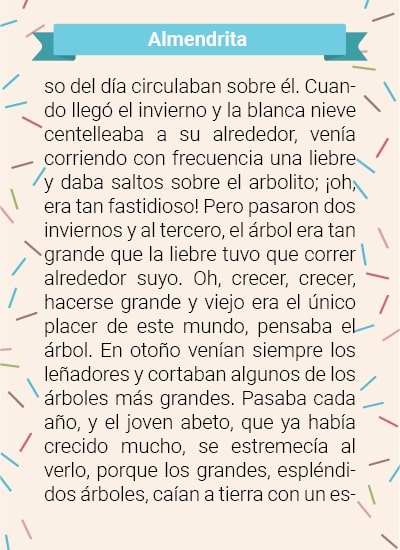 Almendrita
so del día circulaban sobre él. Cuan-
do llegó el invierno y la blanca nieve
centelleaba a su alrededor, venía
corriendo con frecuencia una liebre
y daba saltos sobre el arbolito; ¡oh,
era tan fastidioso! Pero pasaron dos
inviernos y al tercero, el árbol era tan
grande que la liebre tuvo que correr
alrededor suyo. Oh, crecer, crecer,
hacerse grande y viejo era el único
placer de este mundo, pensaba el
árbol. En otoño venían siempre los
leñadores y cortaban algunos de los
árboles más grandes. Pasaba cada
año, y el joven abeto, que ya había
crecido mucho, se estremecía al
verlo, porque los grandes, espléndi-
dos árboles, caían a tierra con un es-